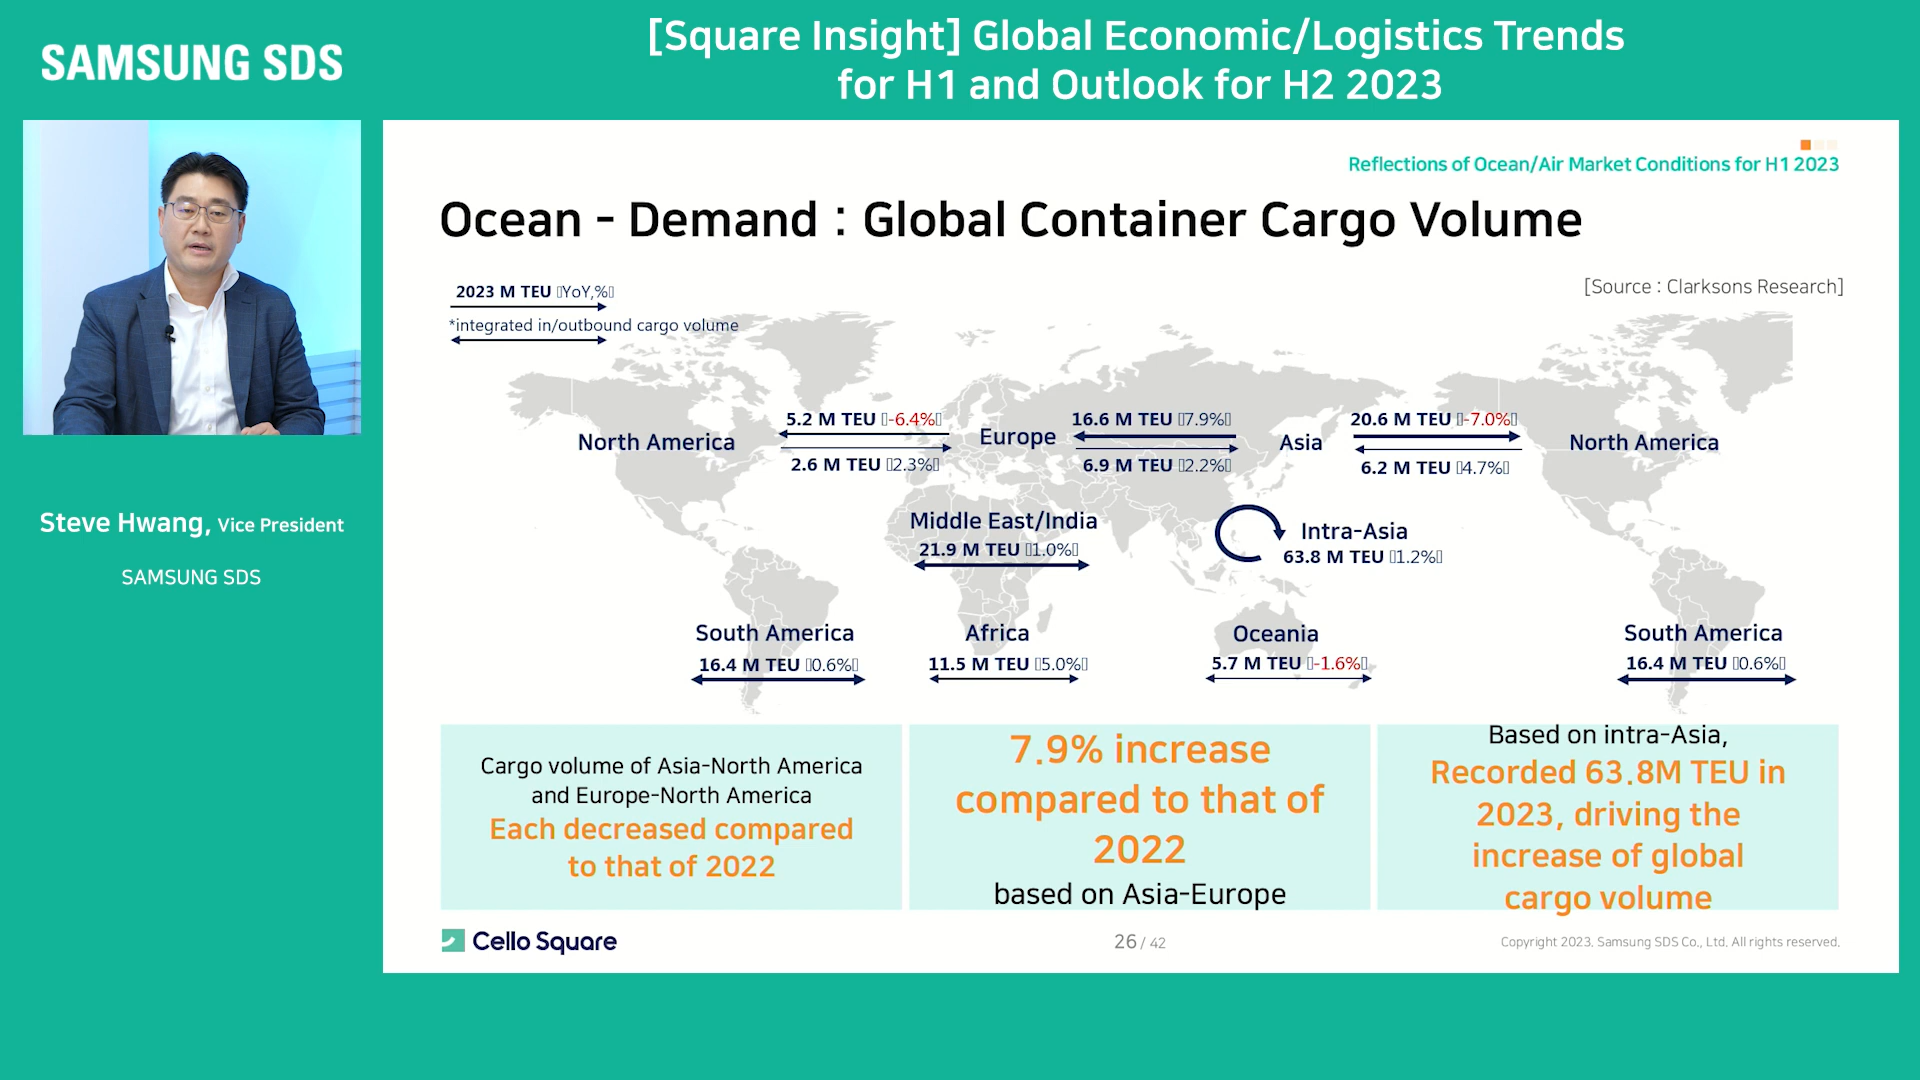 SAMSUNG SDS
[Square Insight] Global Economic/Logistics Trends
for H1 and Outlook for H2 2023
Steve Hwang, Vice President
SAMSUNG SDS
Reflections of Ocean/Air Market Conditions for H1 2023
Ocean - Demand : Global Container Cargo Volume
[Source : Clarksons Research]
2023 M TEU YoY,%
*integrated in/outbound cargo volume
North America
5.2 M TEU -6.4%
2.6 M TEU 2.3%
Europe
16.6 M TEU 7.9%
6.9 M TEU 2.2%
Asia
20.6 M TEU -7.0%
6.2 M TEU 4.7%
North America
Middle East/India
21.9 M TEU 1.0%
Intra-Asia
63.8 M TEU 1.2%
South America
16.4 M TEU 0.6%
Africa
11.5 M TEU 5.0%
Oceania
5.7 M TEU -1.6%
South America
16.4 M TEU 0.6%
Cargo volume of Asia-North America
and Europe-North America
Each decreased compared
to that of 2022
7.9% increase
compared to that of
2022
based on Asia-Europe
Based on intra-Asia,
Recorded 63.8M TEU in
2023, driving the
increase of global
cargo volume
Cello Square
26 / 42
Copyright 2023. Samsung SDS Co., Ltd. All rights reserved.